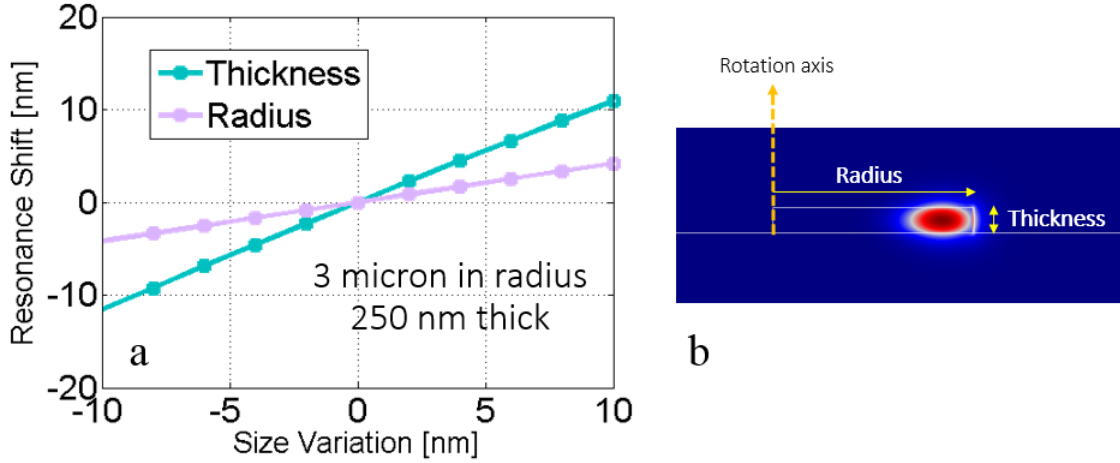 Resonance Shift [nm]
20
10
0
-10
-20
Thickness
Radius
3 micron in radius
250 nm thick
a
-10
-5
0
5
10
Size Variation [nm]
Rotation axis
Radius
Thickness
b